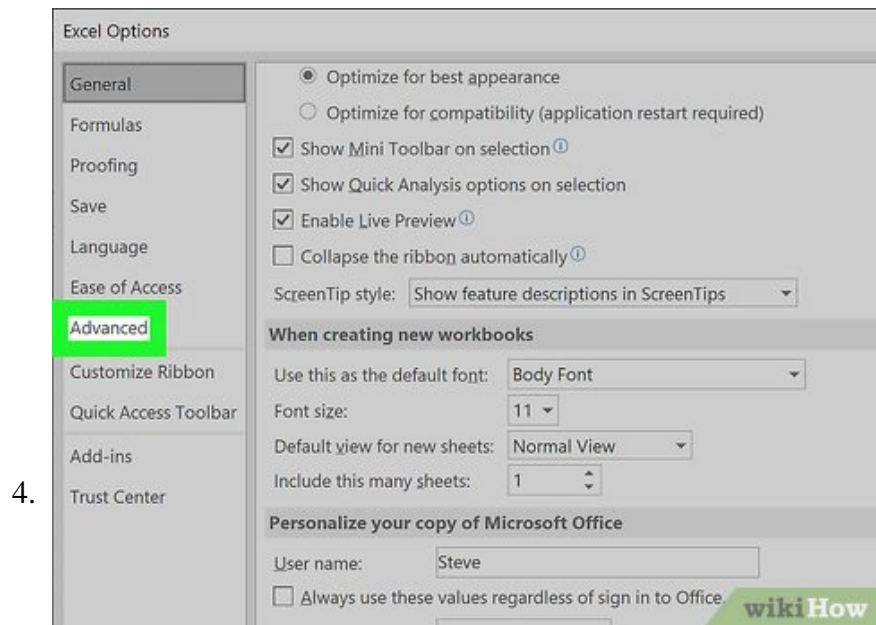 Excel Options
General
Formulas
Proofing
Save
Language
Ease of Access
Advanced
Customize Ribbon
Quick Access Toolbar
Add-ins
Trust Center
Optimize for best appearance
Optimize for compatibility (application restart required)
Show Mini Toolbar on selection
Show Quick Analysis options on selection
Enable Live Preview
Collapse the ribbon automatically
ScreenTip style: Show feature descriptions in ScreenTips
When creating new workbooks
Use this as the default font: Body Font
Font size: 11
Default view for new sheets: Normal View
Include this many sheets: 1
Personalize your copy of Microsoft Office
User name: Steve
Always use these values regardless of sign in to Office.
4.
wikiHow